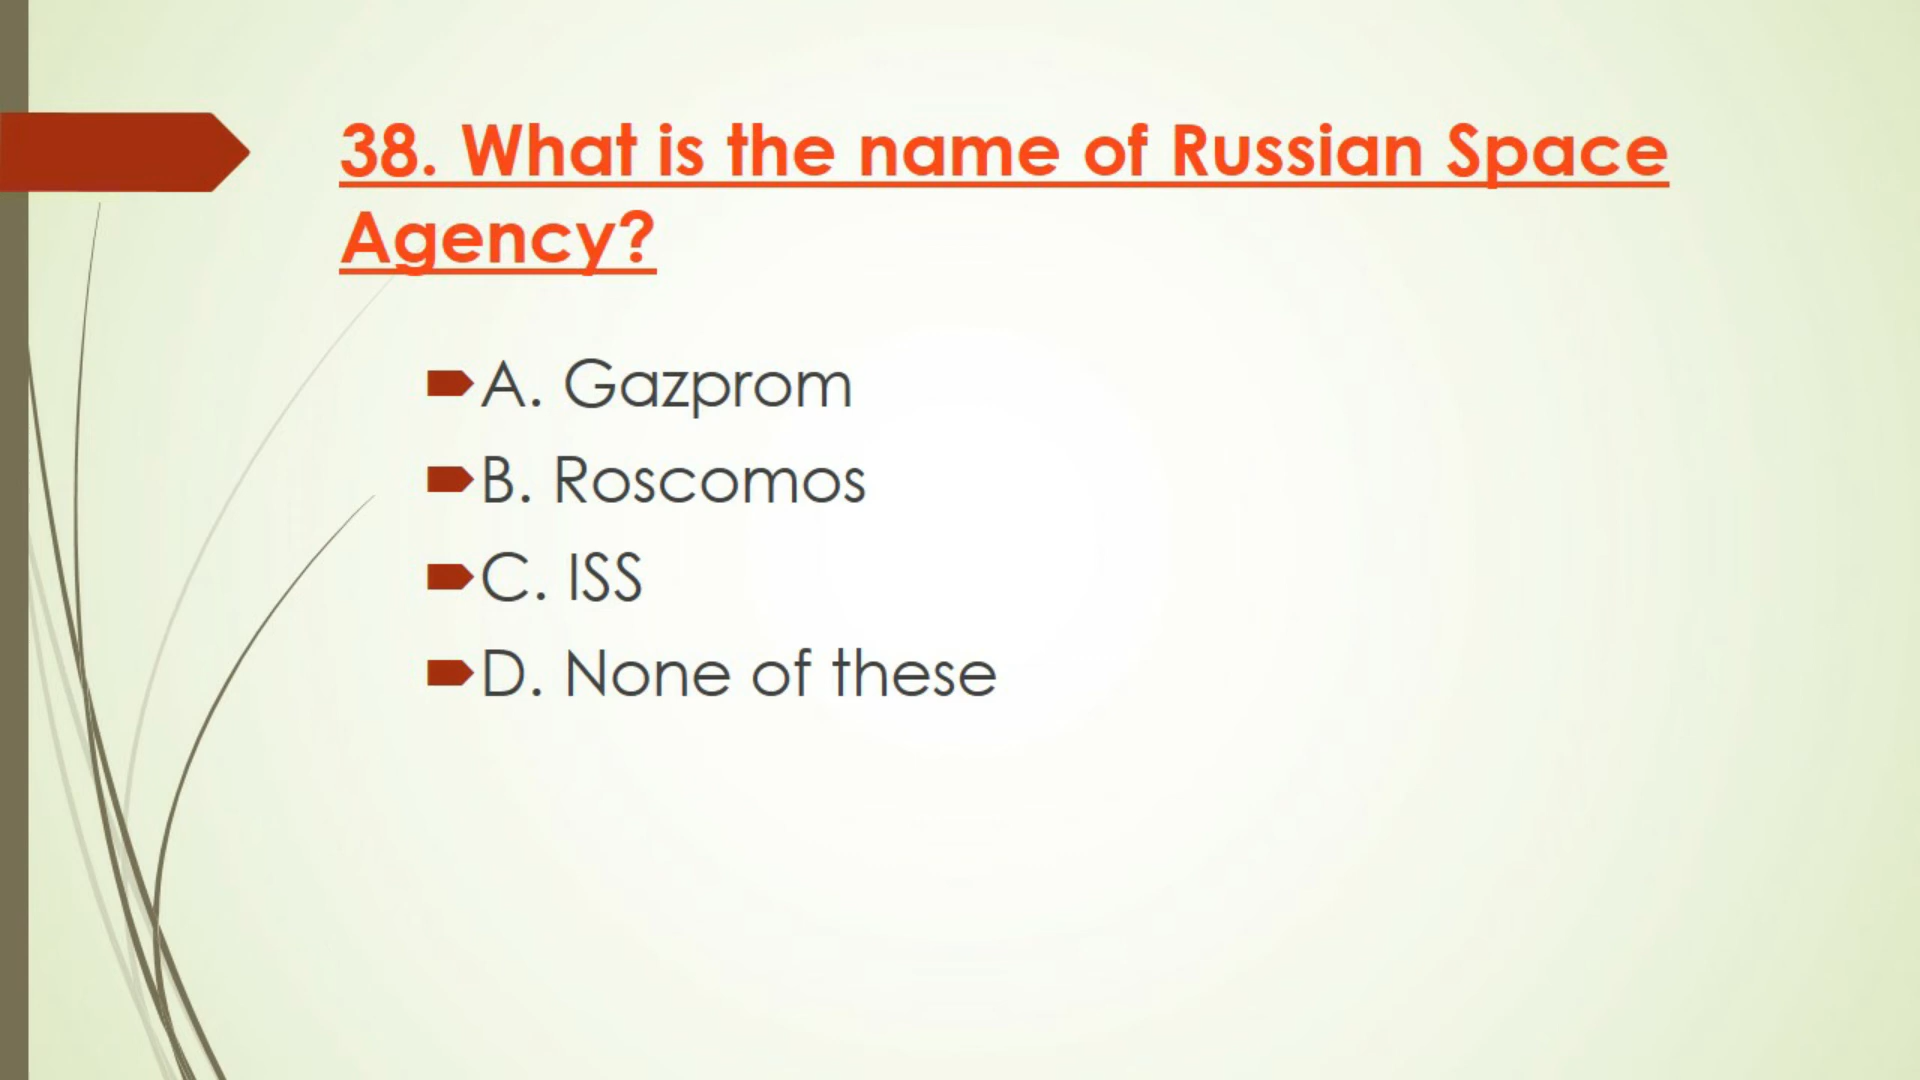 38. What is the name of Russian Space
Agency?
A. Gazprom
B. Roscomos
C. ISS
D. None of these